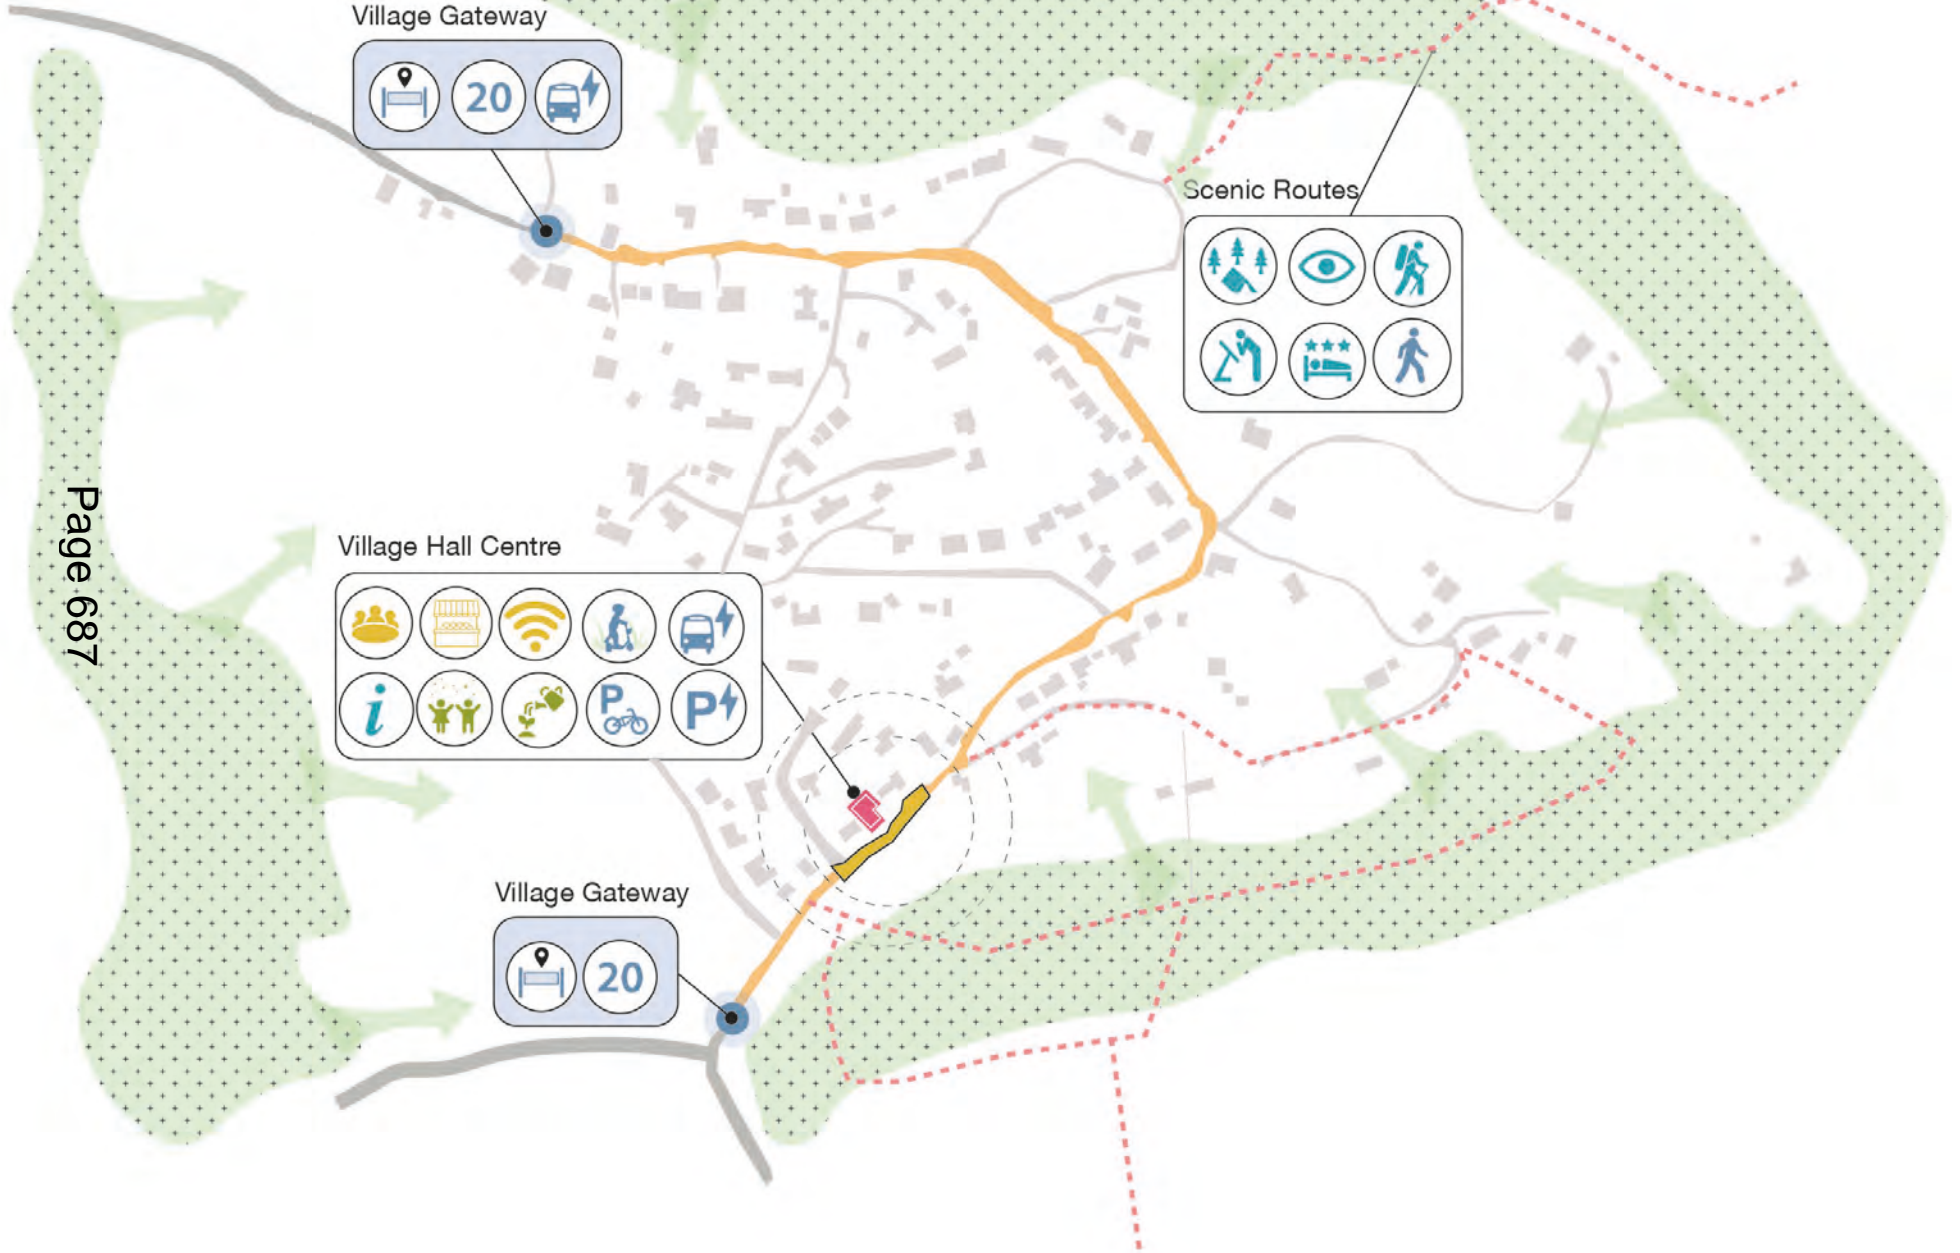 Village Gateway
20
Scenic Routes
Page 687
Village Hall Centre
i
P
P
Village Gateway
20